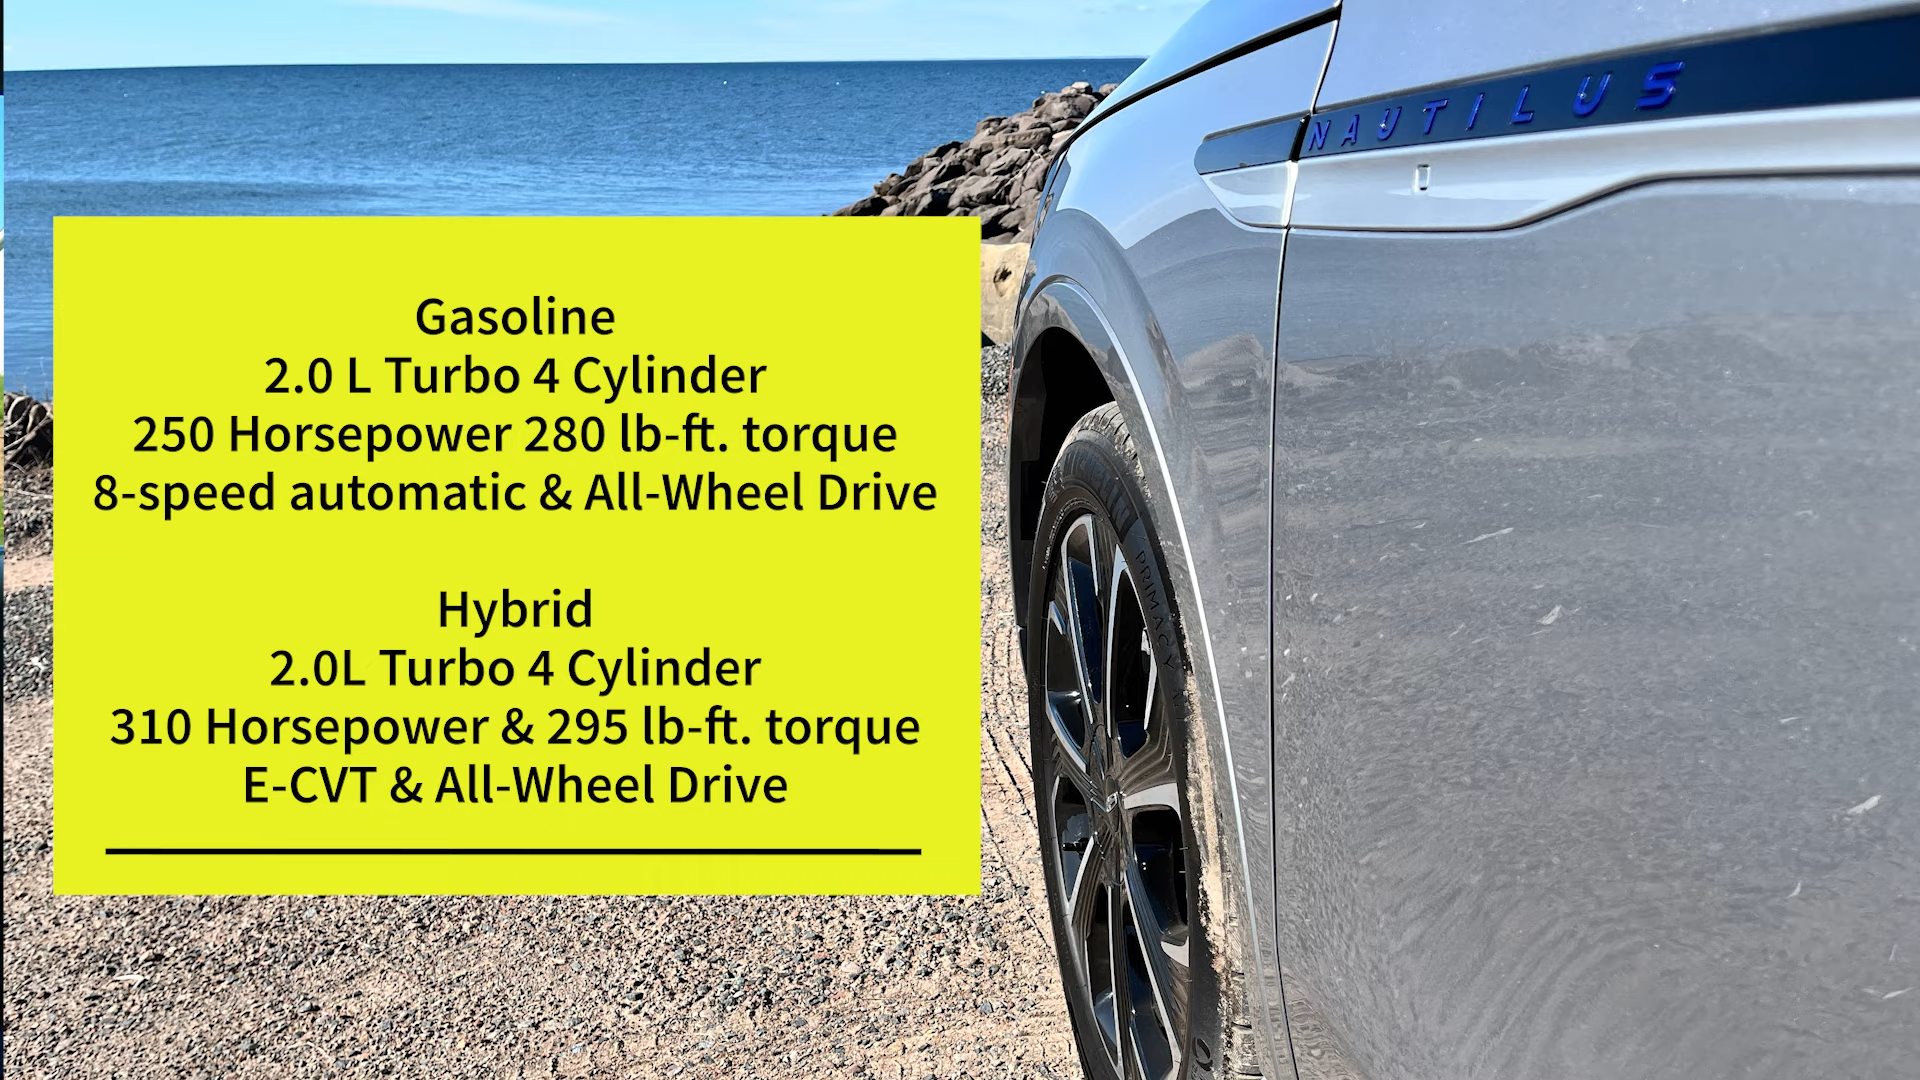 NAUTILUS
Gasoline
2.0 L Turbo 4 Cylinder
250 Horsepower 280 lb-ft. torque
8-speed automatic & All-Wheel Drive
Hybrid
2.0L Turbo 4 Cylinder
310 Horsepower & 295 lb-ft. torque
E-CVT & All-Wheel Drive
MICHELIN
PRIMACY